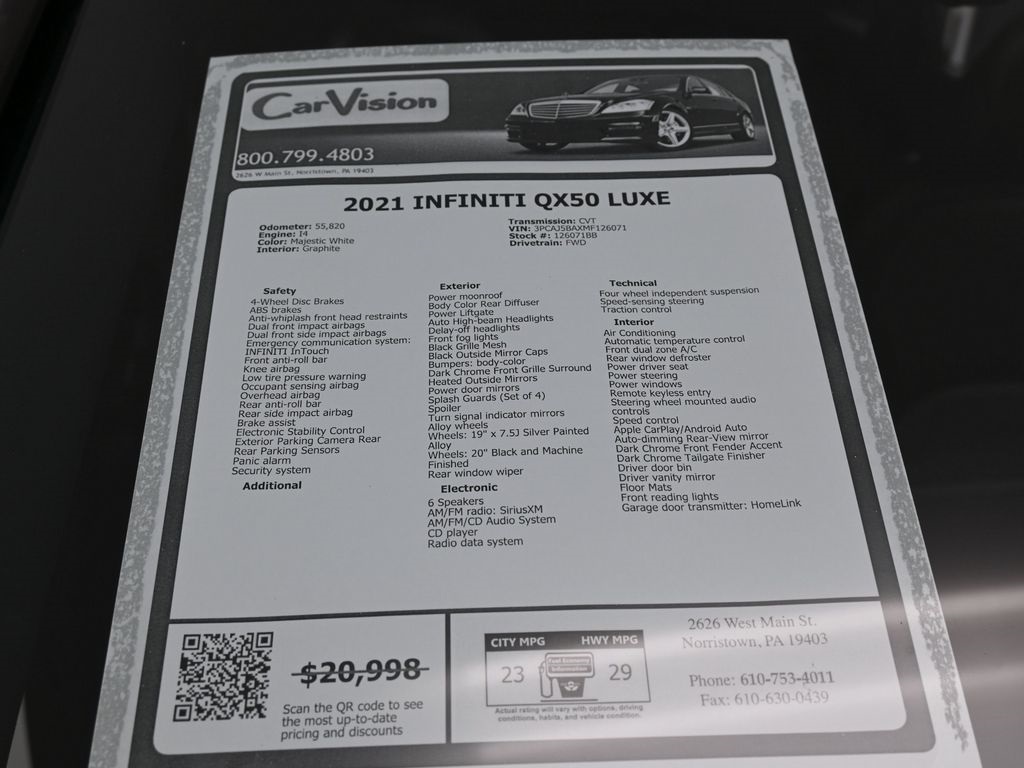 CarVision
800.799.4803
2626 W Main St, Norristown, PA 19403
2021 INFINITI QX50 LUXE
Odometer: 55,820
Engine: I4
Color: Majestic White
Interior: Graphite
Transmission: CVT
VIN: 3PCAJ5BAXMF126071
Stock #: 126071BB
Drivetrain: FWD
Safety
4-Wheel Disc Brakes
ABS brakes
Anti-whiplash front head restraints
Dual front impact airbags
Dual front side impact airbags
Emergency communication system:
INFINITI InTouch
Front anti-roll bar
Knee airbag
Low tire pressure warning
Occupant sensing airbag
Overhead airbag
Rear anti-roll bar
Rear side impact airbag
Brake assist
Electronic Stability Control
Exterior Parking Camera Rear
Rear Parking Sensors
Panic alarm
Security system
Additional
Exterior
Power moonroof
Body Color Rear Diffuser
Power Liftgate
Auto High-beam Headlights
Delay-off headlights
Front fog lights
Black Grille Mesh
Black Outside Mirror Caps
Bumpers: body-color
Dark Chrome Front Grille Surround
Heated Outside Mirrors
Power door mirrors
Splash Guards (Set of 4)
Spoiler
Turn signal indicator mirrors
Alloy wheels
Wheels: 19" x 7.5J Silver Painted
Alloy
Wheels: 20" Black and Machine
Finished
Rear window wiper
Electronic
6 Speakers
AM/FM radio: SiriusXM
AM/FM/CD Audio System
CD player
Radio data system
Technical
Four wheel independent suspension
Speed-sensing steering
Traction control
Interior
Air Conditioning
Automatic temperature control
Front dual zone A/C
Rear window defroster
Power driver seat
Power steering
Power windows
Remote keyless entry
Steering wheel mounted audio
controls
Speed control
Apple CarPlay/Android Auto
Auto-dimming Rear-View mirror
Dark Chrome Front Fender Accent
Dark Chrome Tailgate Finisher
Driver door bin
Driver vanity mirror
Floor Mats
Front reading lights
Garage door transmitter: HomeLink
$20,998
Scan the QR code to see
the most up-to-date
pricing and discounts
CITY MPG
HWY MPG
23
Fuel Economy
Information
29
Actual rating will vary with options, driving
conditions, habits, and vehicle condition.
2626 West Main St.
Norristown, PA 19403
Phone: 610-753-4011
Fax: 610-630-0439